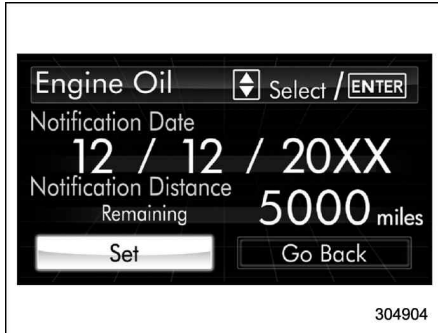 Engine Oil Select / ENTER
Notification Date
12 / 12 / 20XX
Notification Distance
Remaining 5000 miles
Set Go Back
304904